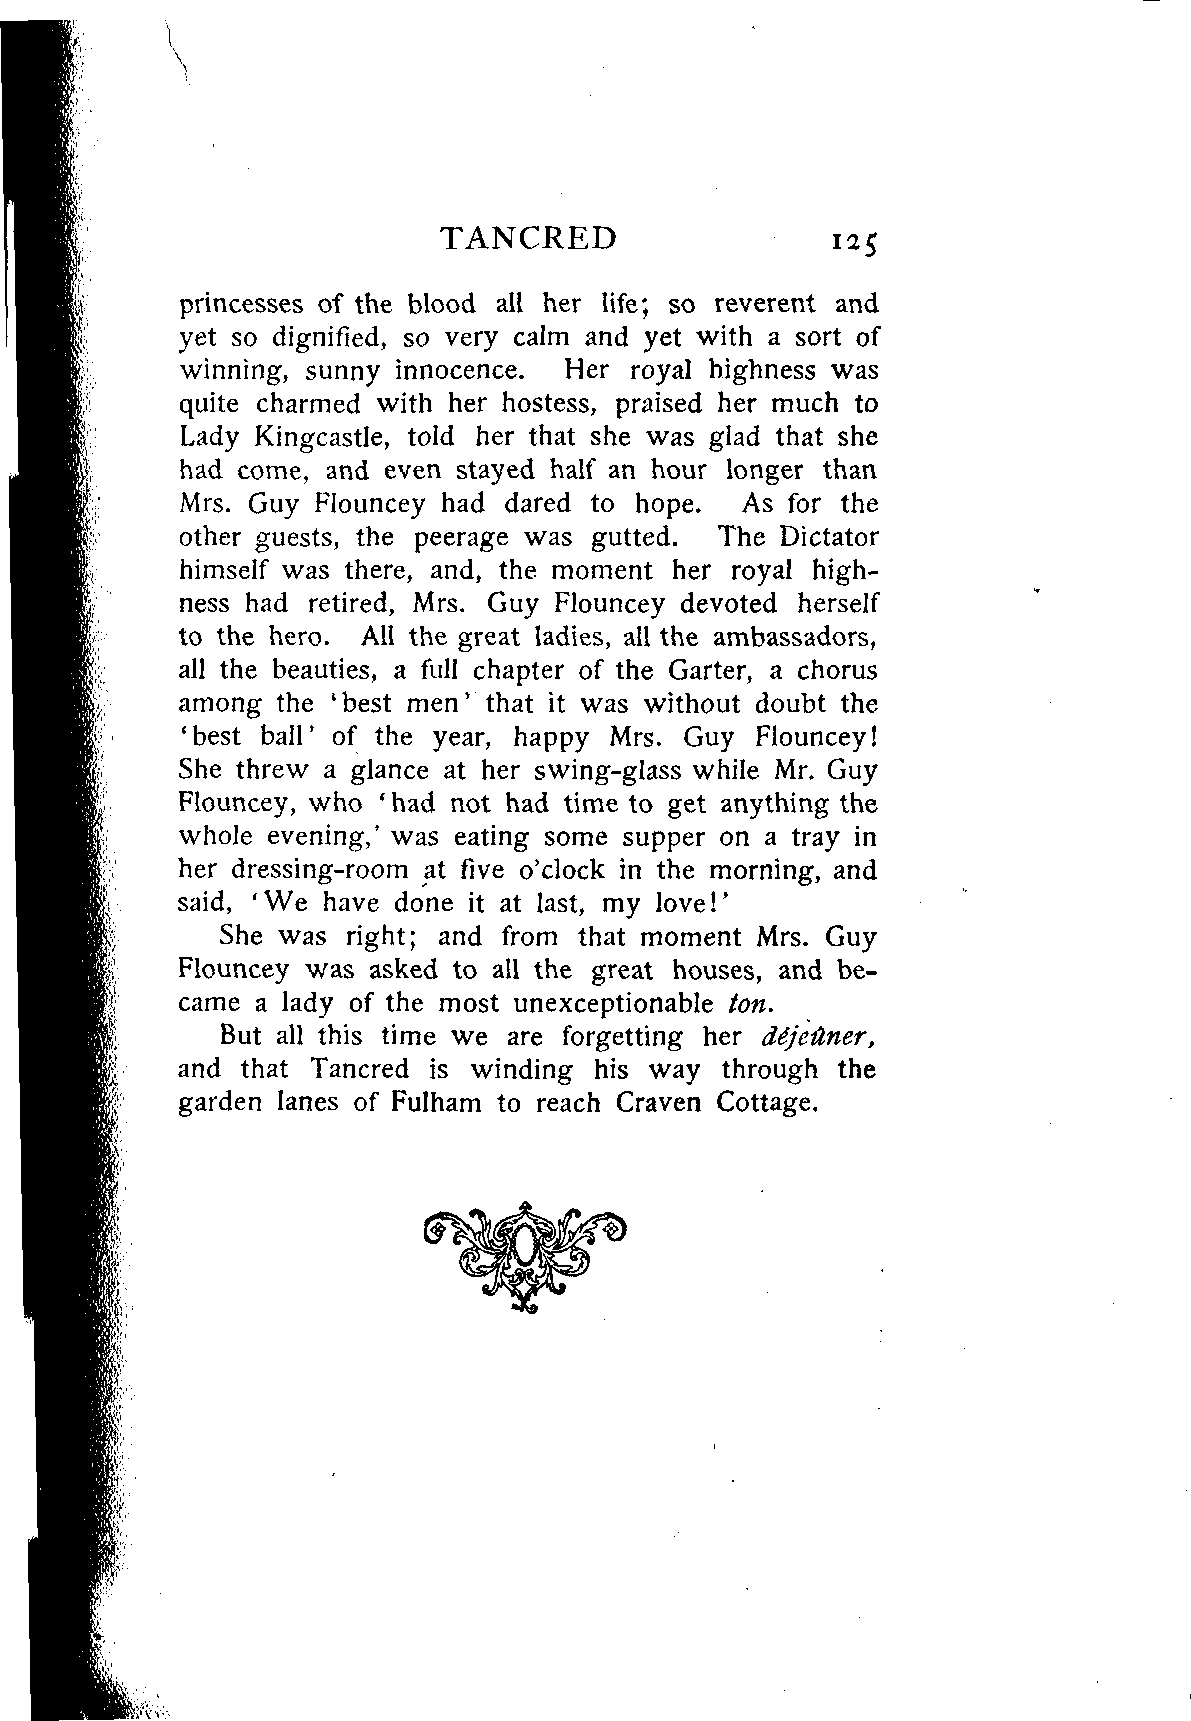 TANCRED 125
princesses of the blood all her life; so reverent and
yet so dignified, so very calm and yet with a sort of
winning, sunny innocence. Her royal highness was
quite charmed with her hostess, praised her much to
Lady Kingcastle, told her that she was glad that she
had come, and even stayed half an hour longer than
Mrs. Guy Flouncey had dared to hope. As for the
other guests, the peerage was gutted. The Dictator
himself was there, and, the moment her royal high-
ness had retired, Mrs. Guy Flouncey devoted herself
to the hero. All the great ladies, all the ambassadors,
all the beauties, a full chapter of the Garter, a chorus
among the ‘best men’ that it was without doubt the
‘best ball’ of the year, happy Mrs. Guy Flouncey!
She threw a glance at her swing-glass while Mr. Guy
Flouncey, who ‘had not had time to get anything the
whole evening,’ was eating some supper on a tray in
her dressing-room at five o’clock in the morning, and
said, ‘We have done it at last, my love!’
She was right; and from that moment Mrs. Guy
Flouncey was asked to all the great houses, and be-
came a lady of the most unexceptionable ton.
But all this time we are forgetting her déjeûner,
and that Tancred is winding his way through the
garden lanes of Fulham to reach Craven Cottage.